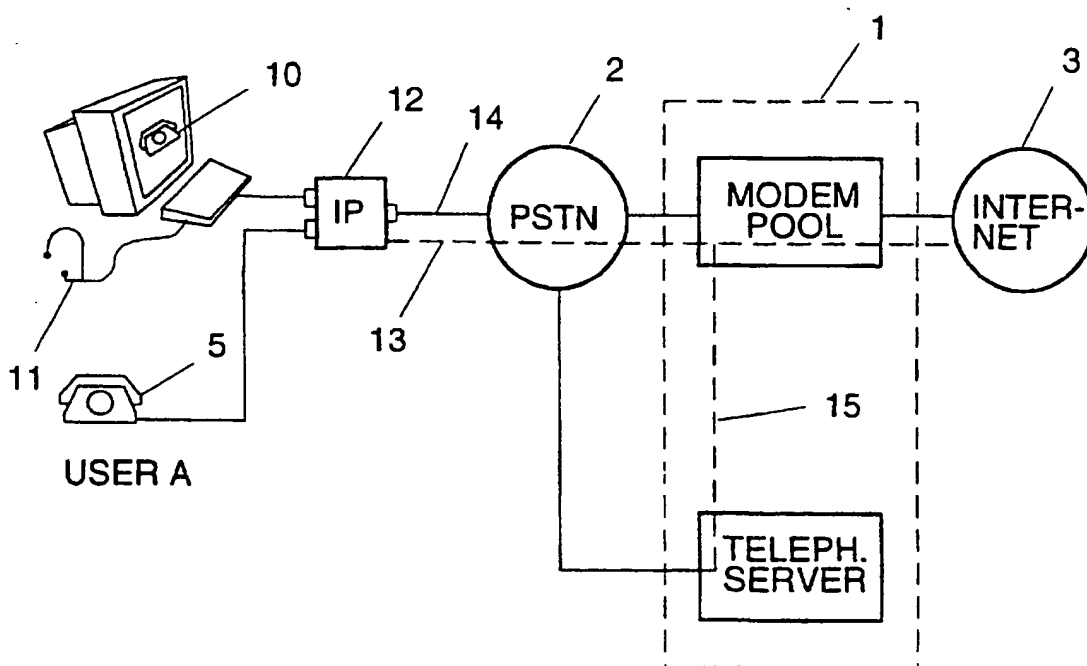 1
10
2
3
12
14
IP
PSTN
MODEM
POOL
INTER-
NET
13
11
5
15
USER A
TELEPH.
SERVER